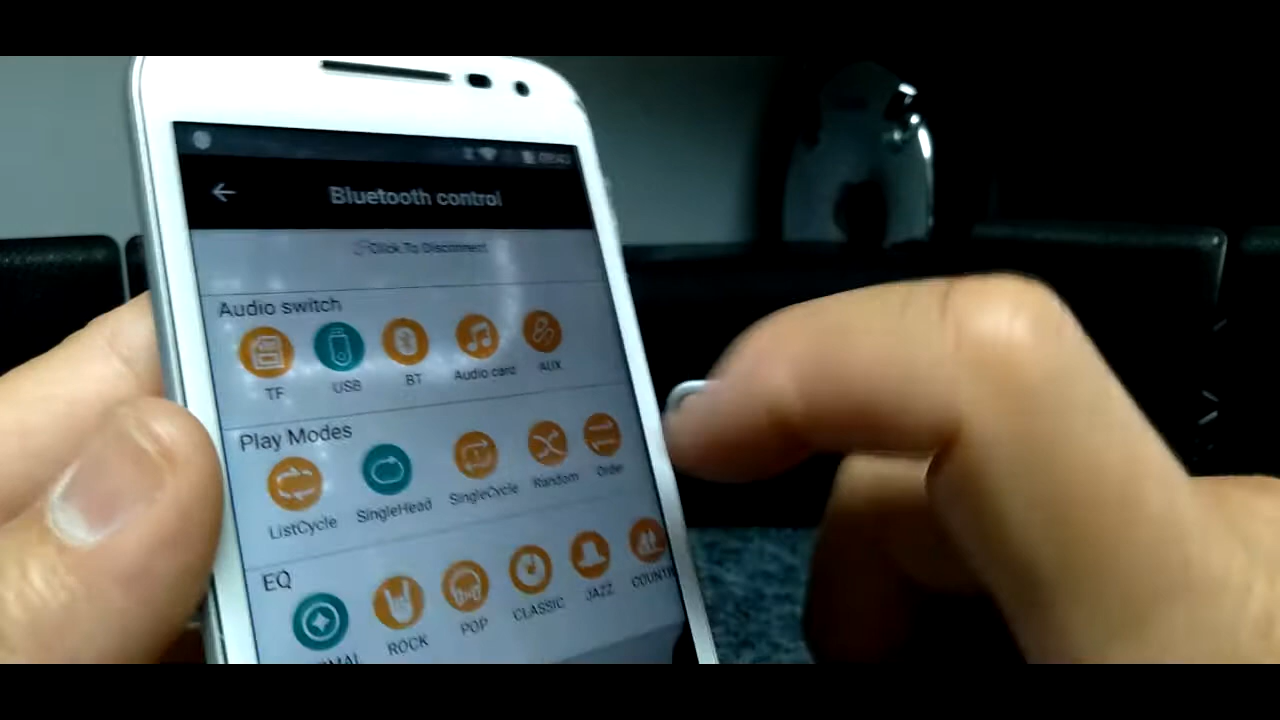 Bluetooth control
Click To Disconnect
Audio switch
TF USB BT Audio card AUX
Play Modes
ListCycle SingleHead SingleCycle Random Order
EQ
ROCK POP CLASSIC JAZZ